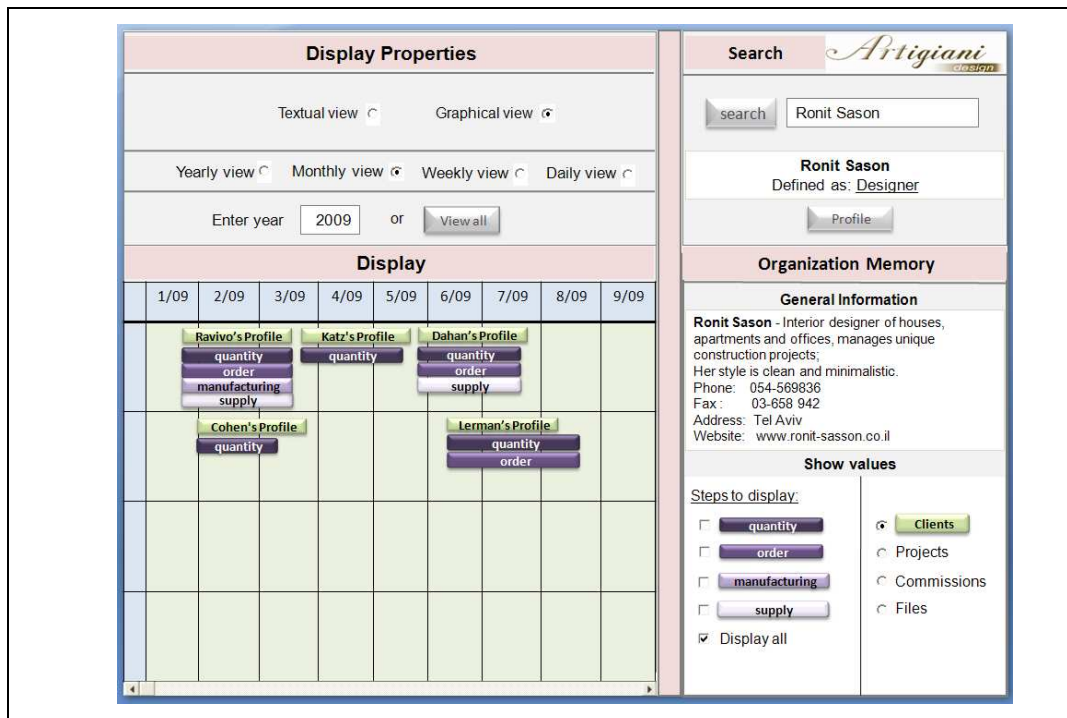 Display Properties
Textual view
Graphical view
Yearly view
Monthly view
Weekly view
Daily view
Enter year
2009
or
View all
Display
1/09 2/09 3/09 4/09 5/09 6/09 7/09 8/09 9/09
Ravivo's Profile
quantity
order
manufacturing
supply
Katz's Profile
quantity
Dahan's Profile
quantity
order
supply
Cohen's Profile
quantity
Lerman's Profile
quantity
order
Search
Artigiani
design
search
Ronit Sason
Ronit Sason
Defined as: Designer
Profile
Organization Memory
General Information
Ronit Sason - Interior designer of houses,
apartments and offices, manages unique
construction projects;
Her style is clean and minimalistic.
Phone: 054-569836
Fax : 03-658 942
Address: Tel Aviv
Website: www.ronit-sasson.co.il
Show values
Steps to display:
quantity
order
manufacturing
supply
Display all
Clients
Projects
Commissions
Files